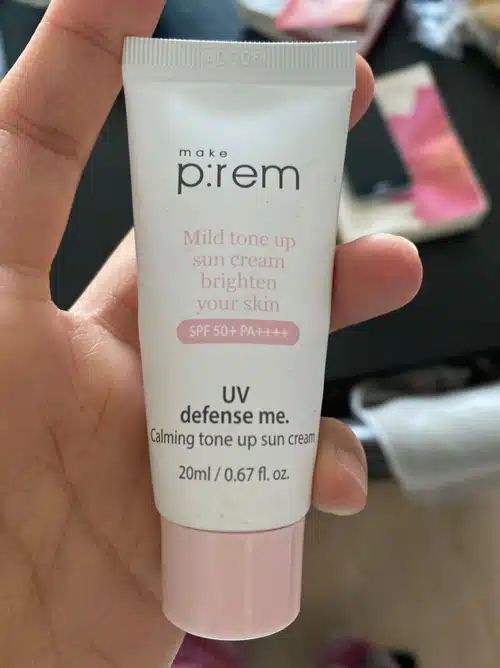 make
p:rem
Mild tone up
sun cream
brighten
your skin
SPF 50+ PA++++
UV
defense me.
Calming tone up sun cream
20ml / 0.67 fl. oz.